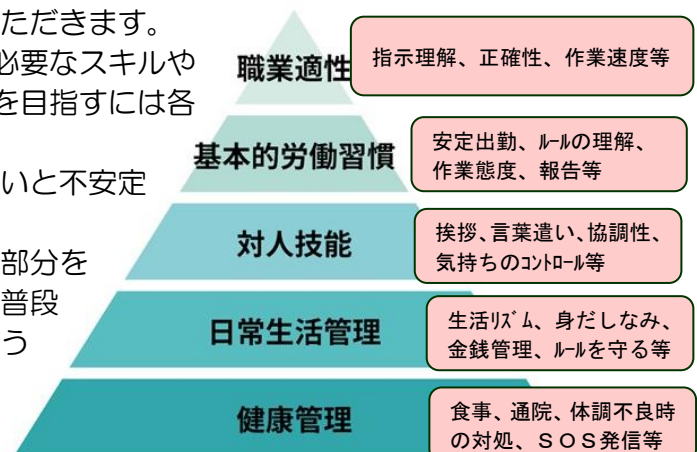 ただきます。
必要なスキルや
を目指すには各
いと不安定
部分を
普段
う
職業適性
指示理解、正確性、作業速度等
基本的労働習慣
安定出勤、ﾙｰﾙの理解、
作業態度、報告等
対人技能
挨拶、言葉遣い、協調性、
気持ちのｺﾝﾄﾛｰﾙ等
日常生活管理
生活ﾘｽﾞﾑ、身だしなみ、
金銭管理、ﾙｰﾙを守る等
健康管理
食事、通院、体調不良時
の対処、ＳＯＳ発信等